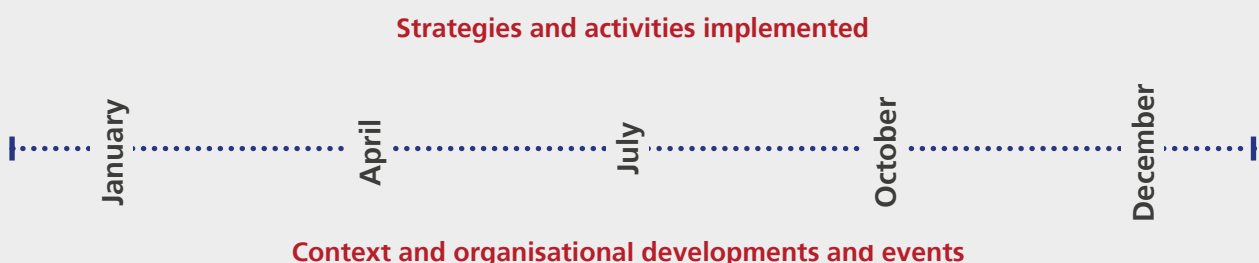 Strategies and activities implemented
January
April
July
October
December
Context and organisational developments and events